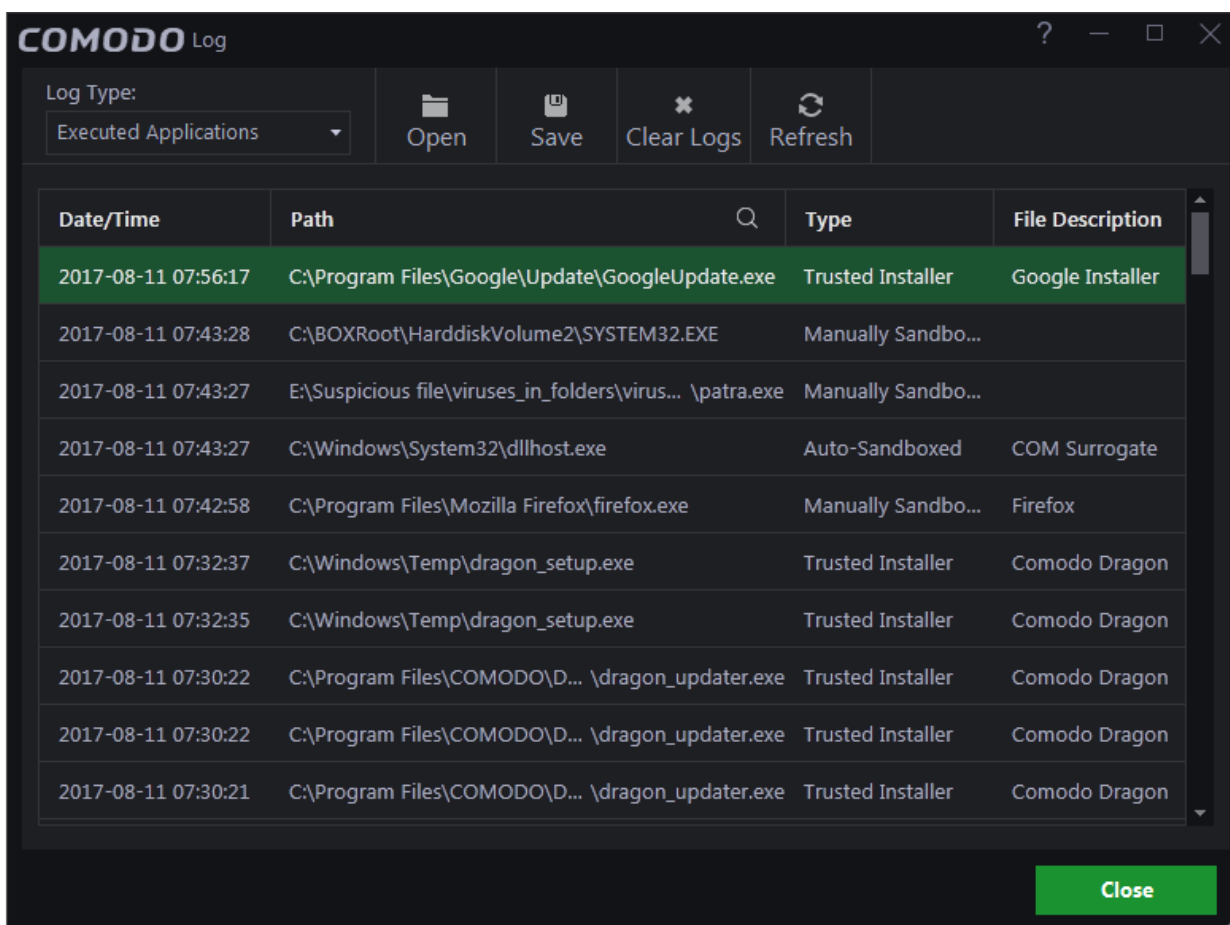 COMODO Log
?
Log Type:
Executed Applications
Open
Save
Clear Logs
Refresh
Date/Time Path Type File Description
2017-08-11 07:56:17 C:\Program Files\Google\Update\GoogleUpdate.exe Trusted Installer Google Installer
2017-08-11 07:43:28 C:\BOXRoot\HarddiskVolume2\SYSTEM32.EXE Manually Sandbo...
2017-08-11 07:43:27 E:\Suspicious file\viruses_in_folders\virus... \patra.exe Manually Sandbo...
2017-08-11 07:43:27 C:\Windows\System32\dllhost.exe Auto-Sandboxed COM Surrogate
2017-08-11 07:42:58 C:\Program Files\Mozilla Firefox\firefox.exe Manually Sandbo... Firefox
2017-08-11 07:32:37 C:\Windows\Temp\dragon_setup.exe Trusted Installer Comodo Dragon
2017-08-11 07:32:35 C:\Windows\Temp\dragon_setup.exe Trusted Installer Comodo Dragon
2017-08-11 07:30:22 C:\Program Files\COMODO\D... \dragon_updater.exe Trusted Installer Comodo Dragon
2017-08-11 07:30:22 C:\Program Files\COMODO\D... \dragon_updater.exe Trusted Installer Comodo Dragon
2017-08-11 07:30:21 C:\Program Files\COMODO\D... \dragon_updater.exe Trusted Installer Comodo Dragon
Close